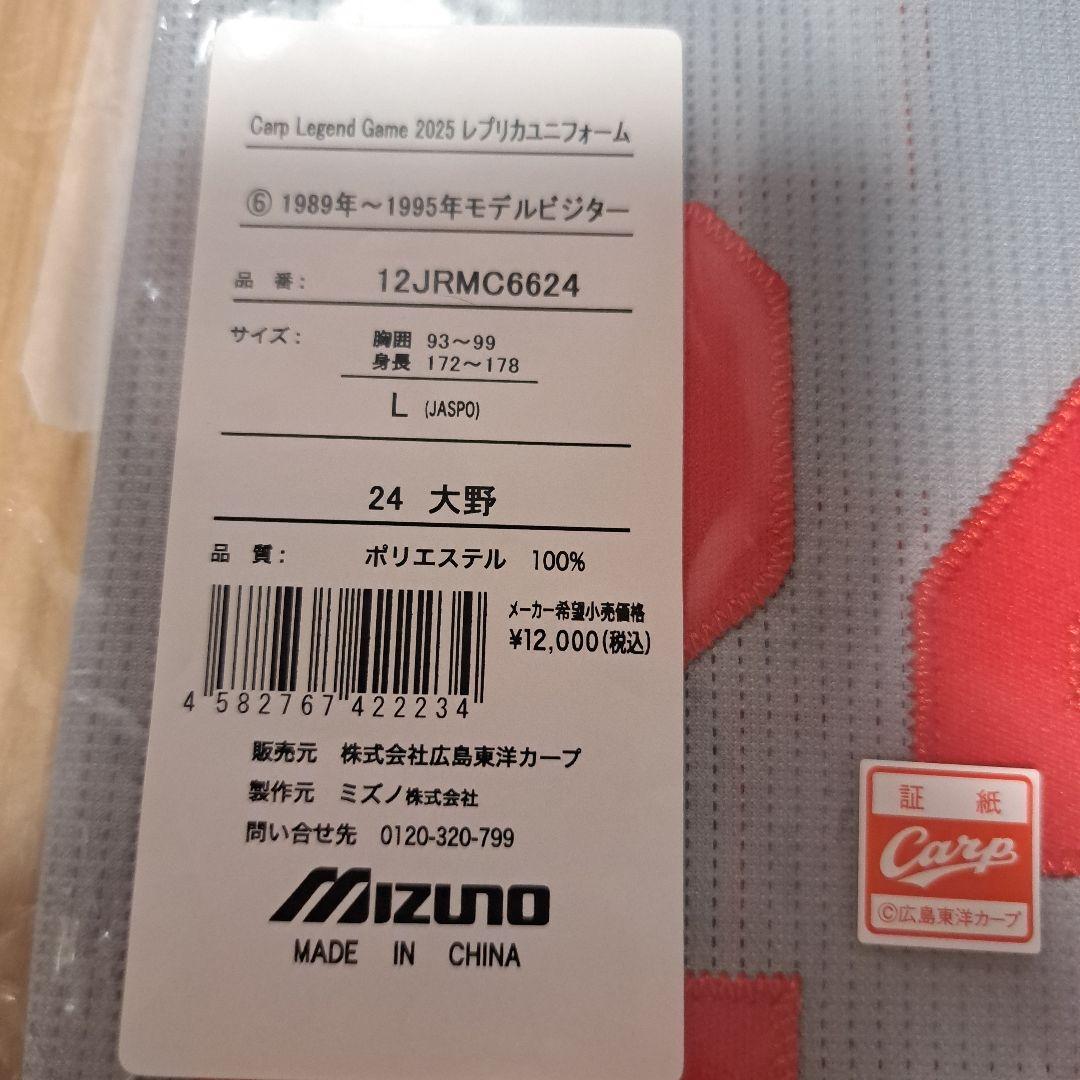 Carp Legend Game 2025 レプリカユニフォーム
⑥ 1989年～1995年モデルビジター
品 番： 12JRMC6624
サイズ： 胸囲 93～99
身長 172～178
L (JASPO)
24 大野
品 質： ポリエステル 100%
メーカー希望小売価格
¥12,000(税込)
4 582767 422234
販売元 株式会社広島東洋カープ
製作元 ミズノ株式会社
問い合せ先 0120-320-799
MIZUNO
MADE IN CHINA
証 紙
Carp
©広島東洋カープ